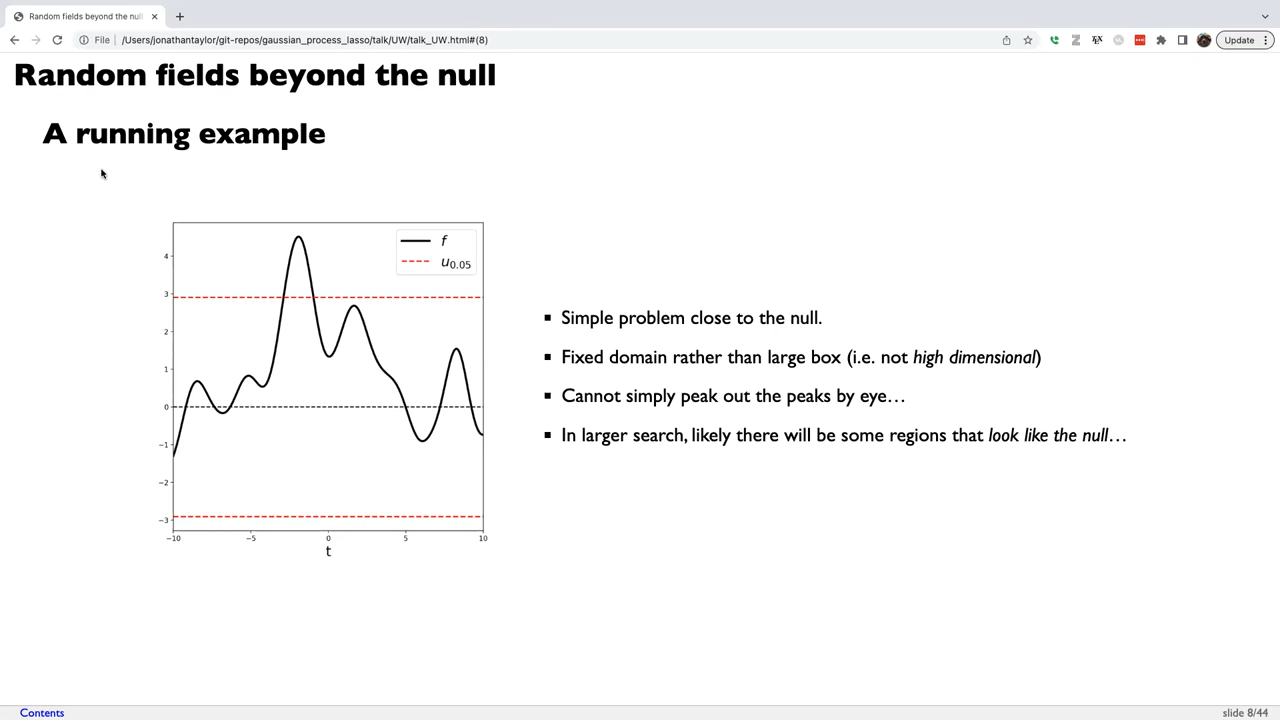 Random fields beyond the null
File
/Users/jonathantaylor/git-repos/gaussian_process_lasso/talk/UW/talk_UW.html#(8)
Update
Random fields beyond the null
A running example
f
u0.05
4
3
2
1
0
−1
−2
−3
−10
−5
0
5
10
t
▪ Simple problem close to the null.
▪ Fixed domain rather than large box (i.e. not high dimensional)
▪ Cannot simply peak out the peaks by eye…
▪ In larger search, likely there will be some regions that look like the null…
Contents
slide 8/44